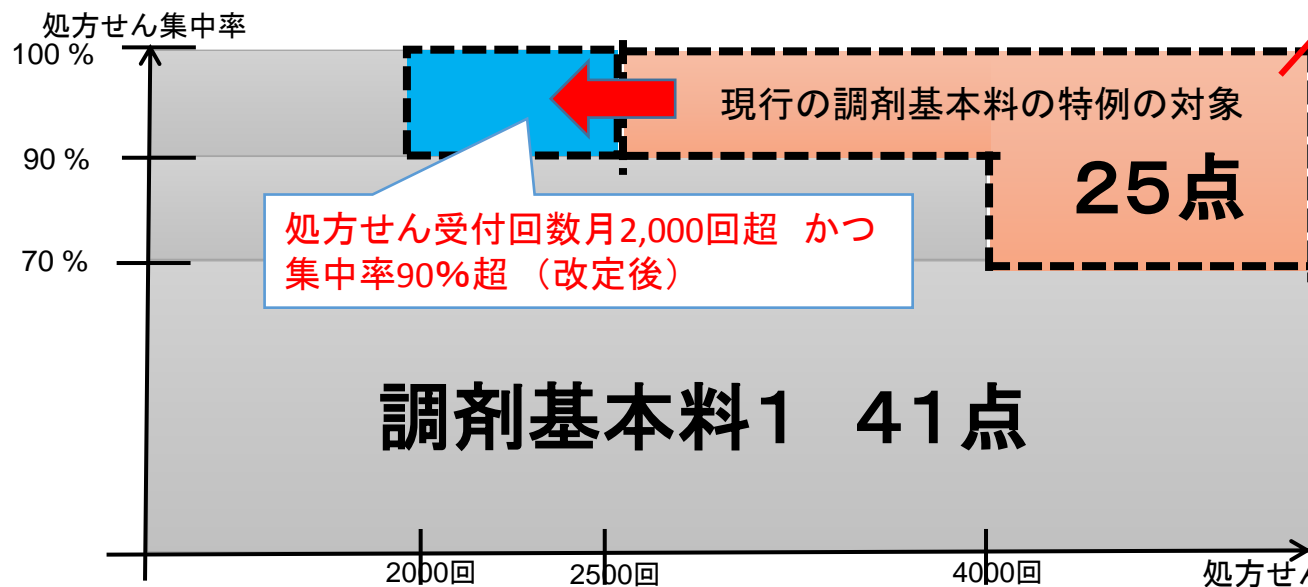 処方せん集中率
100 %
現行の調剤基本料の特例の対象
90 %
25点
処方せん受付回数月2,000回超 かつ
集中率90%超 （改定後）
70 %
調剤基本料1 41点
2000回
2500回
4000回
処方せん